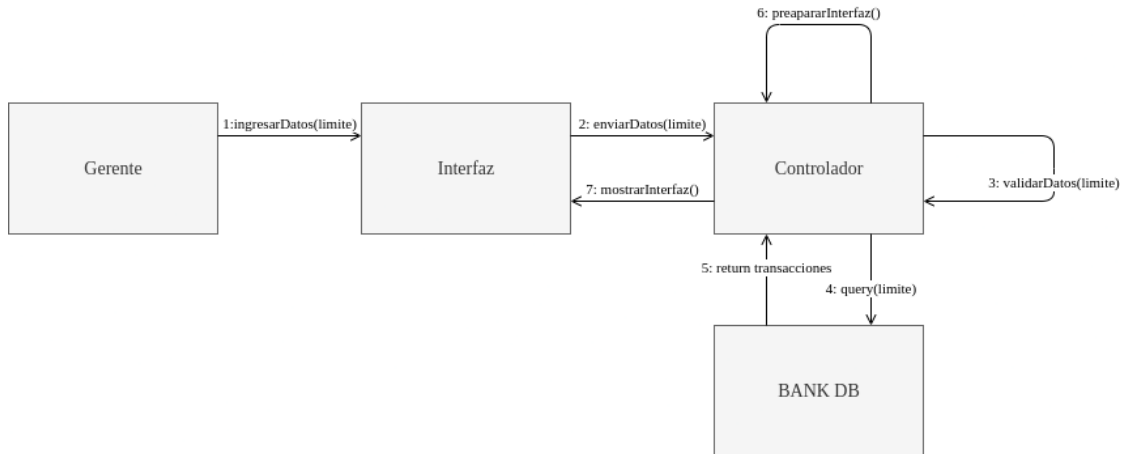 6: preapararInterfaz()
1:ingresarDatos(limite)
2: enviarDatos(limite)
Gerente
Interfaz
Controlador
3: validarDatos(limite)
7: mostrarInterfaz()
5: return transacciones
4: query(limite)
BANK DB